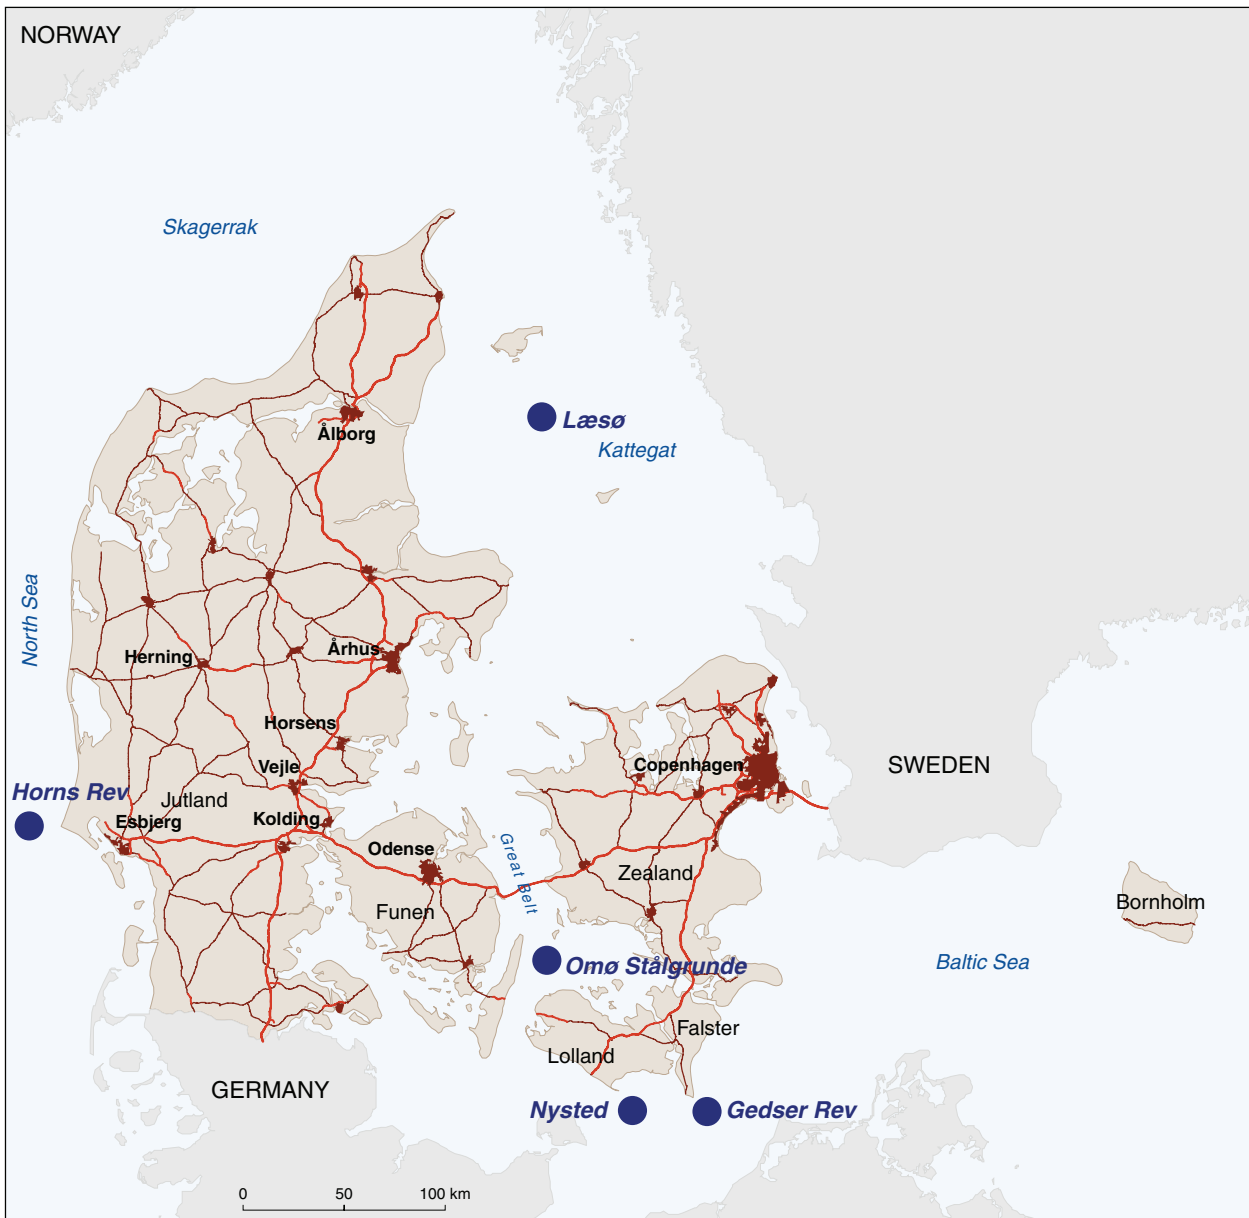 NORWAY
Skagerrak
Læsø
Ålborg
Kattegat
North Sea
Århus
Herning
Horsens
Copenhagen
SWEDEN
Vejle
Horns Rev
Jutland
Esbjerg
Kolding
Odense
Great Belt
Zealand
Bornholm
Funen
Baltic Sea
Omø Stålgrunde
Falster
Lolland
GERMANY
Nysted
Gedser Rev
0 50 100 km